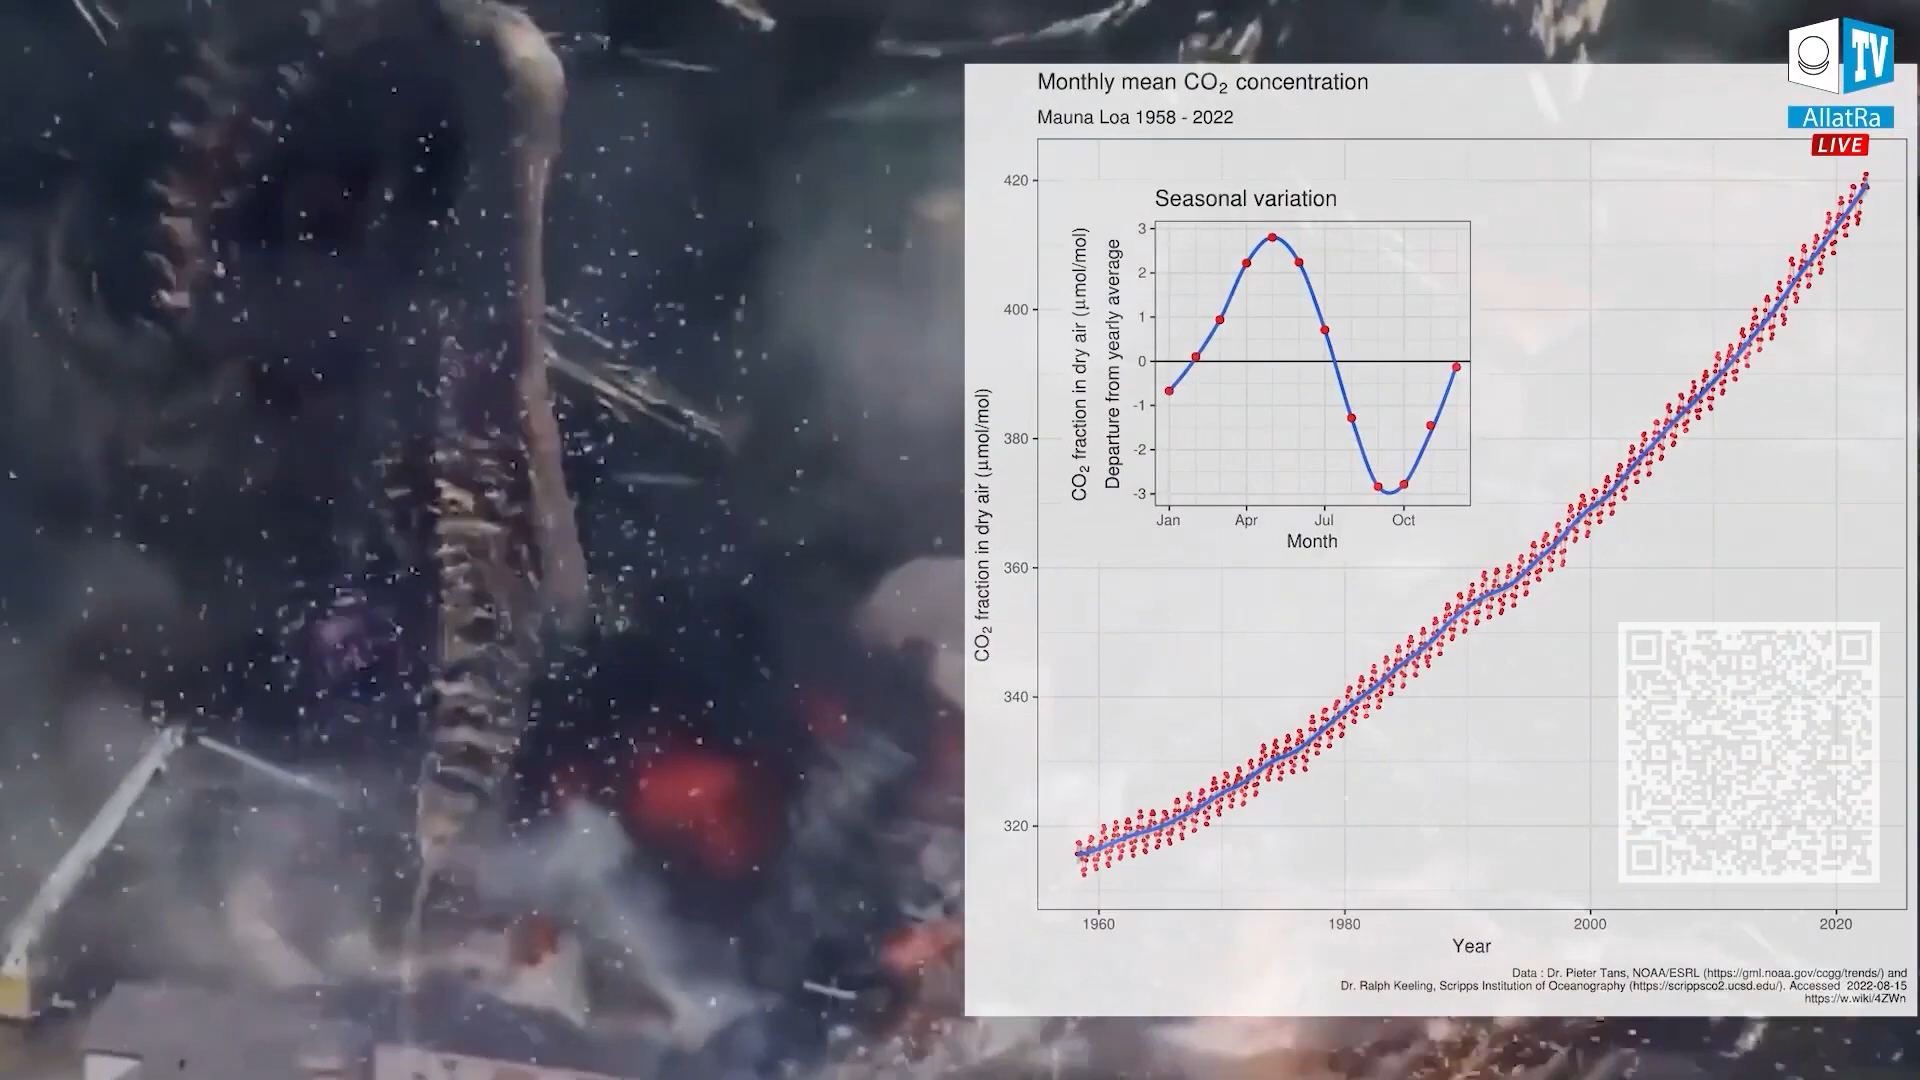 TV
AllatRa
LIVE
Monthly mean CO₂ concentration
Mauna Loa 1958 - 2022
CO₂ fraction in dry air (μmol/mol)
420
400
380
360
340
320
1960
1980
2000
2020
Year
Seasonal variation
CO₂ fraction in dry air (μmol/mol)
Departure from yearly average
3
2
1
0
-1
-2
-3
Jan
Apr
Jul
Oct
Month
Data : Dr. Pieter Tans, NOAA/ESRL (https://gml.noaa.gov/ccgg/trends/) and
Dr. Ralph Keeling, Scripps Institution of Oceanography (https://scrippsco2.ucsd.edu/). Accessed 2022-08-15
https://w.wiki/4ZWn